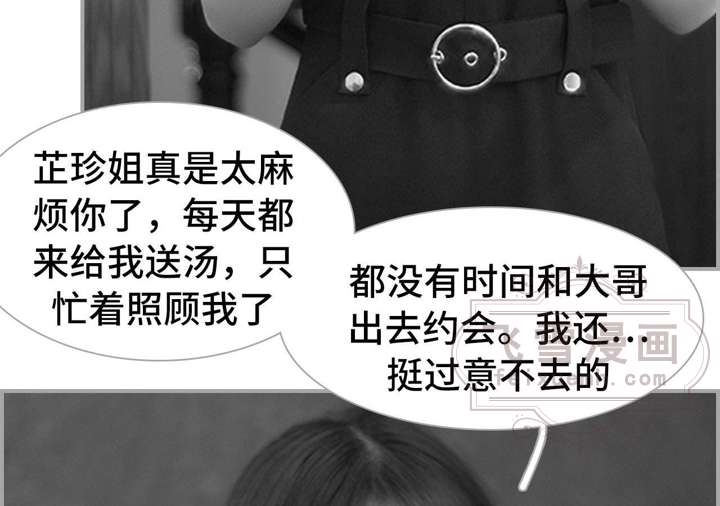 芷珍姐真是太麻
烦你了，每天都
来给我送汤，只
忙着照顾我了
都没有时间和大哥
出去约会。我还...
挺过意不去的
飞雪漫画